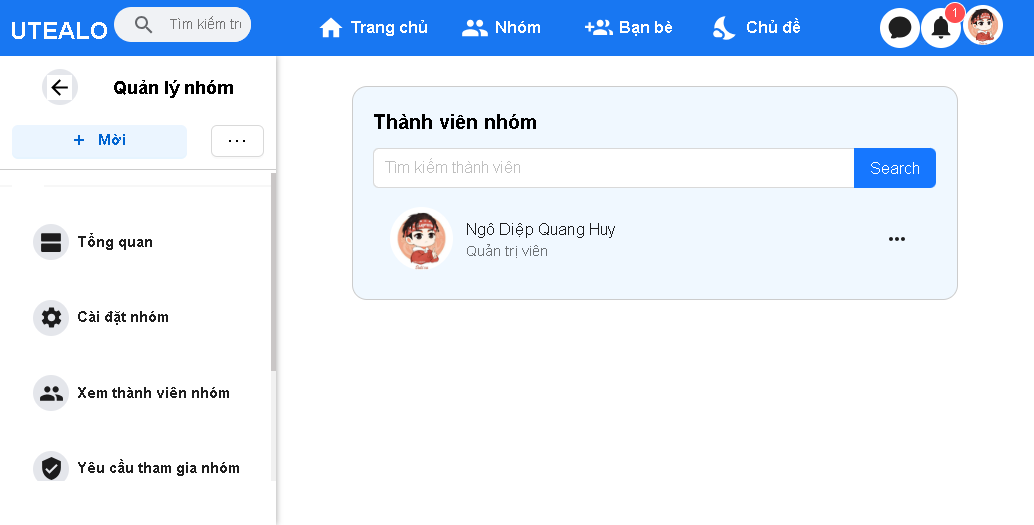 UTEALO
Tìm kiếm trê
Trang chủ
Nhóm
Bạn bè
Chủ đề
1
Quản lý nhóm
+ Mời
...
Tổng quan
Cài đặt nhóm
Xem thành viên nhóm
Yêu cầu tham gia nhóm
Thành viên nhóm
Tìm kiếm thành viên
Search
Ngô Diệp Quang Huy
Quản trị viên